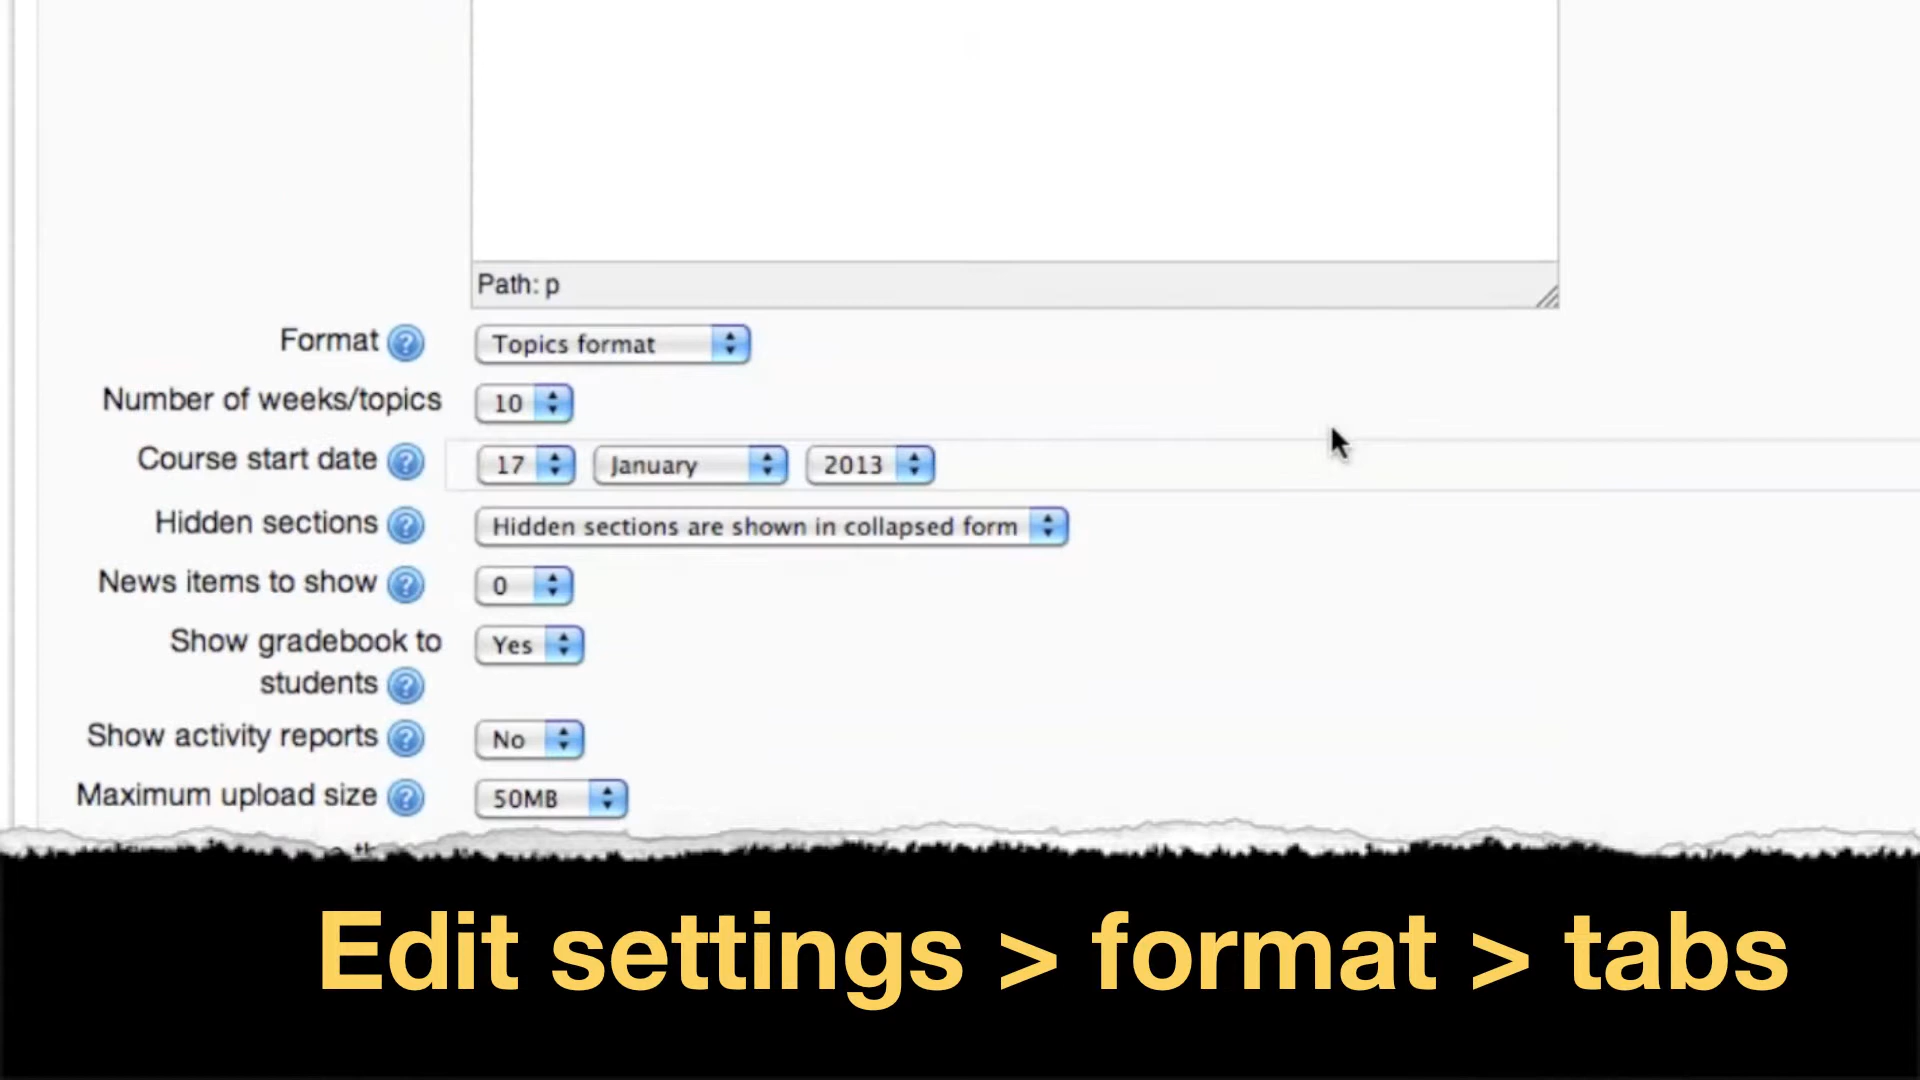 Path: p
Format ? Topics format
Number of weeks/topics 10
Course start date ? 17 January 2013
Hidden sections ? Hidden sections are shown in collapsed form
News items to show ? 0
Show gradebook to students ? Yes
Show activity reports ? No
Maximum upload size ? 50MB
Edit settings > format > tabs